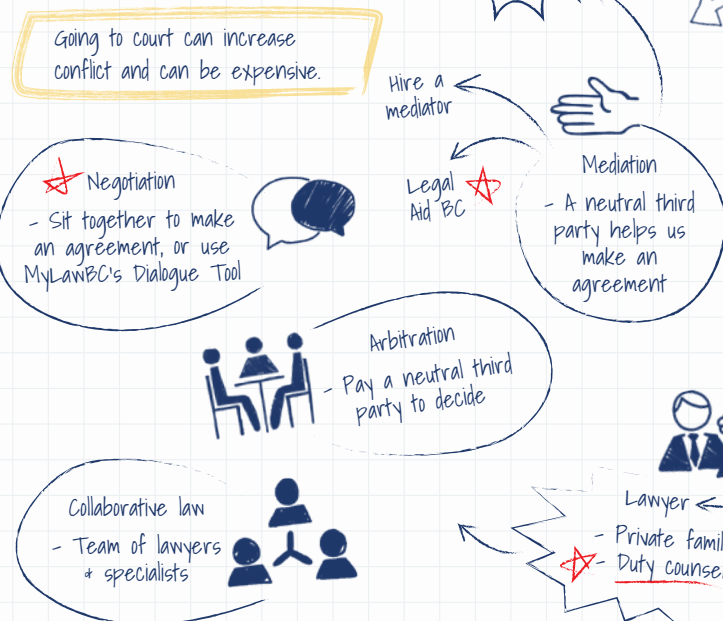 Going to court can increase
conflict and can be expensive.
Hire a
mediator
Legal
Aid BC
Mediation
- A neutral third
party helps us
make an
agreement
Negotiation
- Sit together to make
an agreement, or use
MyLawBC's Dialogue Tool
Arbitration
- Pay a neutral third
party to decide
Collaborative law
- Team of lawyers
+ specialists
Lawyer
- Private
- Duty